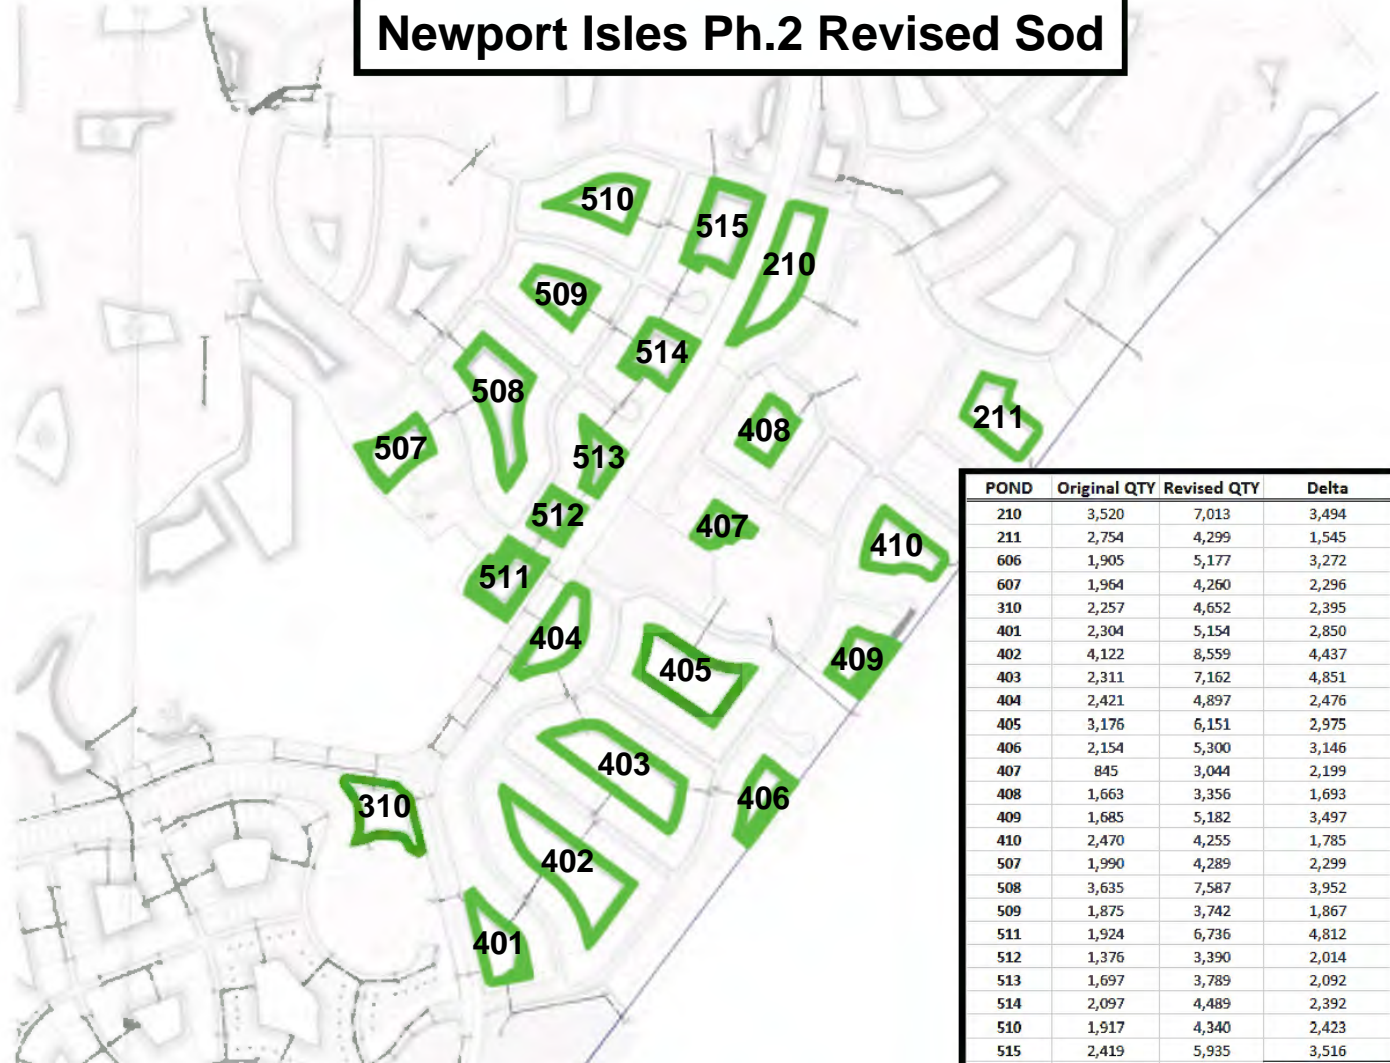 Newport Isles Ph.2 Revised Sod
510
515
210
509
514
508
211
408
507
513
512
407
410
511
404
405
409
403
406
310
402
401
POND Original QTY Revised QTY Delta
210 3,520 7,013 3,494
211 2,754 4,299 1,545
606 1,905 5,177 3,272
607 1,964 4,260 2,296
310 2,257 4,652 2,395
401 2,304 5,154 2,850
402 4,122 8,559 4,437
403 2,311 7,162 4,851
404 2,421 4,897 2,476
405 3,176 6,151 2,975
406 2,154 5,300 3,146
407 845 3,044 2,199
408 1,663 3,356 1,693
409 1,685 5,182 3,497
410 2,470 4,255 1,785
507 1,990 4,289 2,299
508 3,635 7,587 3,952
509 1,875 3,742 1,867
511 1,924 6,736 4,812
512 1,376 3,390 2,014
513 1,697 3,789 2,092
514 2,097 4,489 2,392
510 1,917 4,340 2,423
515 2,419 5,935 3,516